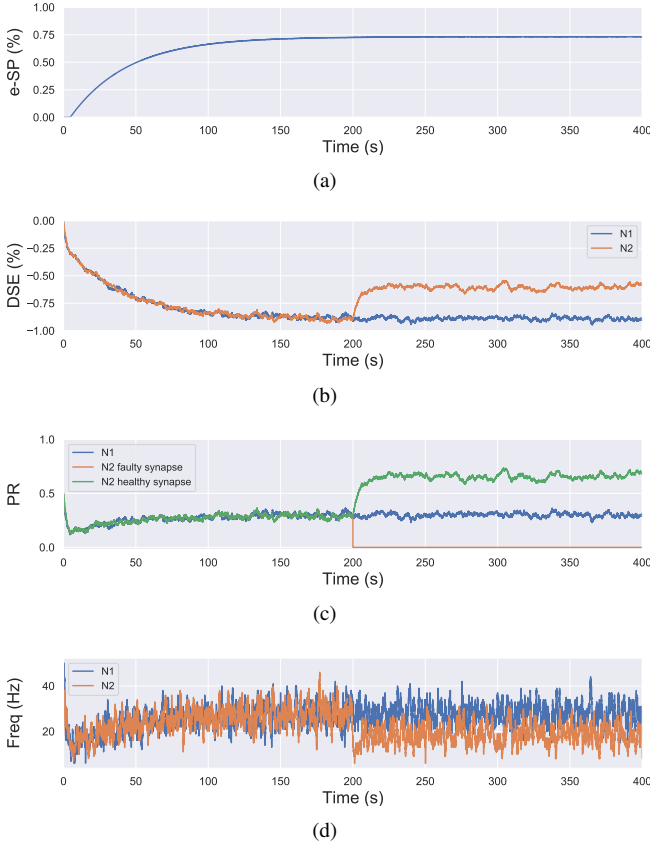 e-SP (%)
1.00
0.75
0.50
0.25
0.00
0 50 100 150 200 250 300 350 400
Time (s)
(a)
DSE (%)
0.00
−0.25
−0.50
−0.75
−1.00
N1
N2
0 50 100 150 200 250 300 350 400
Time (s)
(b)
PR
1.0
0.5
0.0
N1
N2 faulty synapse
N2 healthy synapse
0 50 100 150 200 250 300 350 400
Time (s)
(c)
Freq (Hz)
40
20
N1
N2
0 50 100 150 200 250 300 350 400
Time (s)
(d)